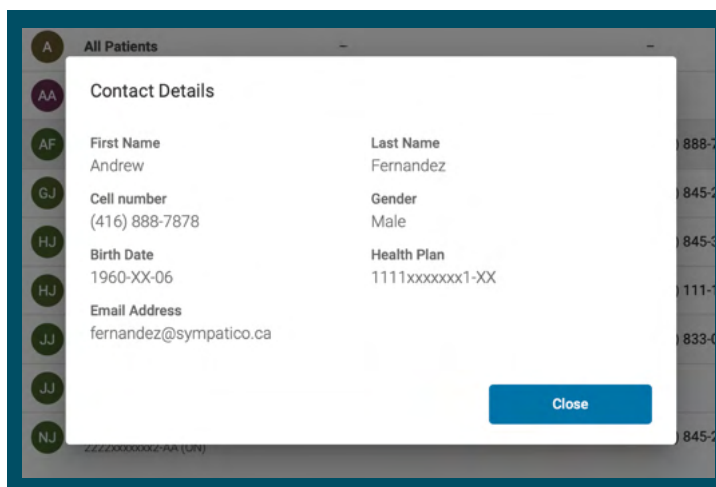 A All Patients – –
Contact Details
AA
First Name Last Name
AF Andrew Fernandez ) 888-7
Cell number Gender
GJ (416) 888-7878 Male ) 845-2
Birth Date Health Plan
HJ 1960-XX-06 1111xxxxxxx1-XX ) 845-3
HJ ) 111-1
Email Address
JJ fernandez@sympatico.ca ) 833-0
JJ
Close
NJ ) 845-2
2222xxxxxxx2-AA (ON)